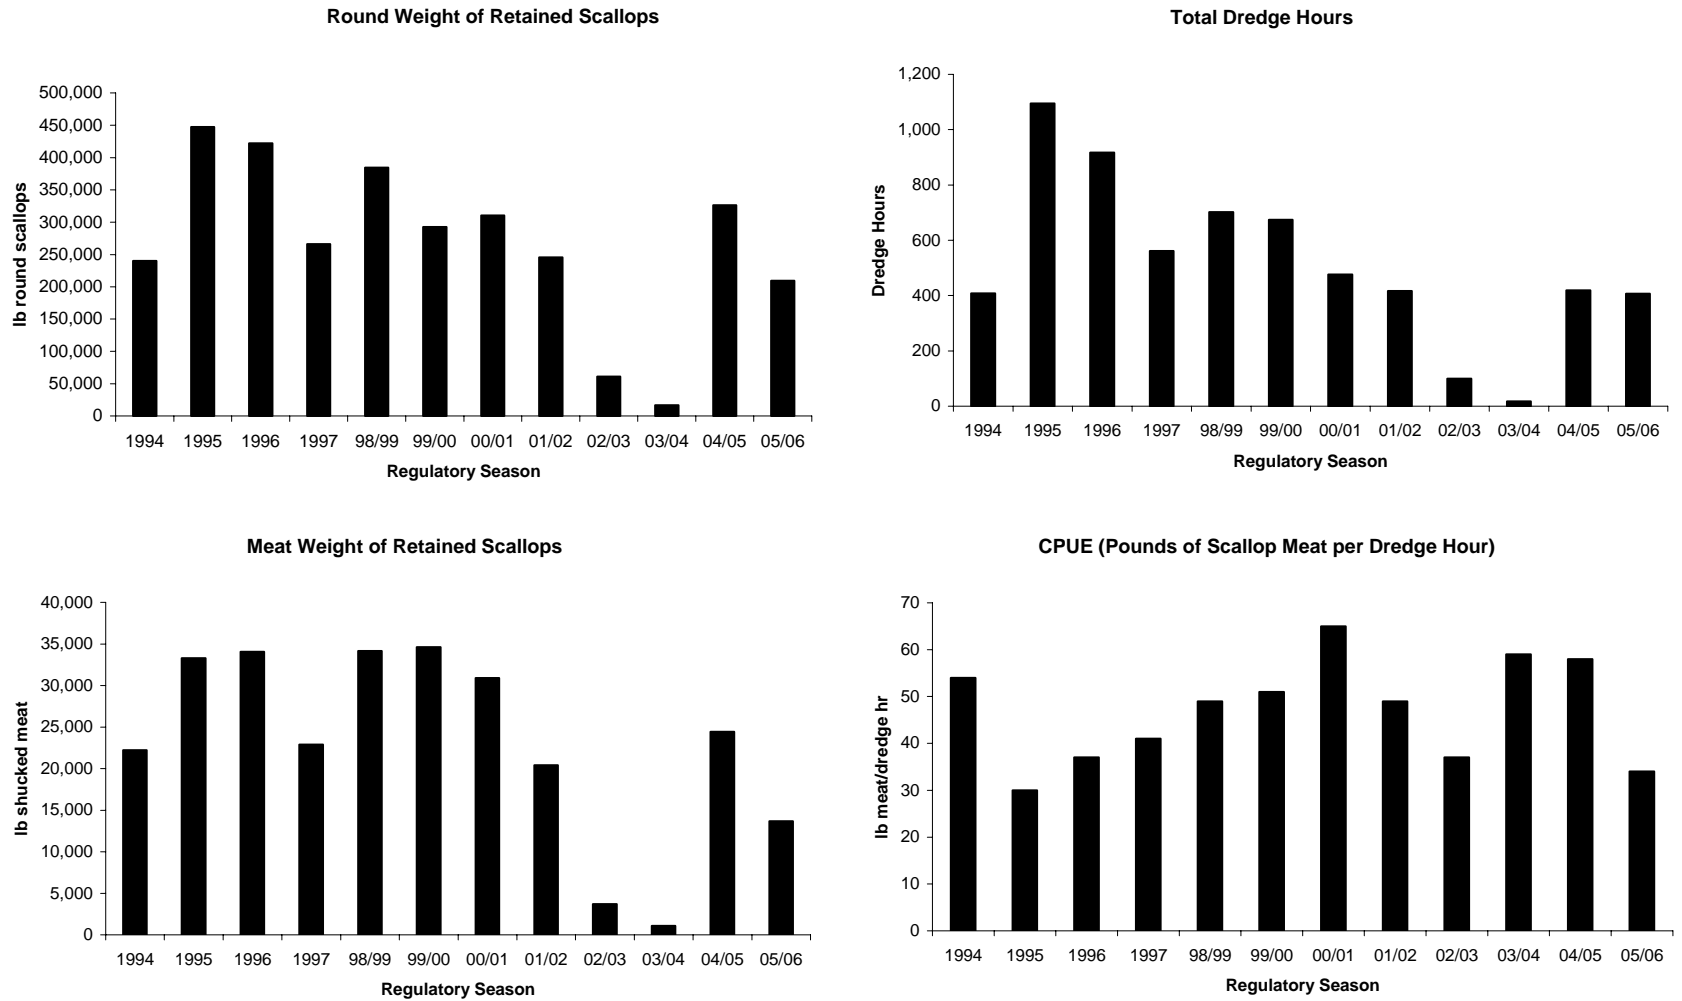 Round Weight of Retained Scallops
500,000
450,000
400,000
350,000
300,000
250,000
200,000
150,000
100,000
50,000
0
lb round scallops
1994 1995 1996 1997 98/99 99/00 00/01 01/02 02/03 03/04 04/05 05/06
Regulatory Season
Total Dredge Hours
1,200
1,000
800
600
400
200
0
Dredge Hours
1994 1995 1996 1997 98/99 99/00 00/01 01/02 02/03 03/04 04/05 05/06
Regulatory Season
Meat Weight of Retained Scallops
40,000
35,000
30,000
25,000
20,000
15,000
10,000
5,000
0
lb shucked meat
1994 1995 1996 1997 98/99 99/00 00/01 01/02 02/03 03/04 04/05 05/06
Regulatory Season
CPUE (Pounds of Scallop Meat per Dredge Hour)
70
60
50
40
30
20
10
0
lb meat/dredge hr
1994 1995 1996 1997 98/99 99/00 00/01 01/02 02/03 03/04 04/05 05/06
Regulatory Season